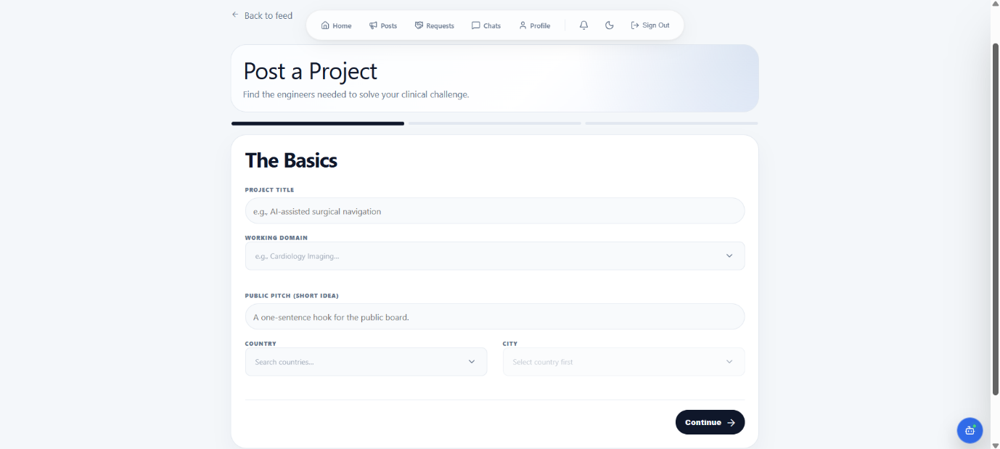 Back to feed
Home Posts Requests Chats Profile Sign Out
Post a Project
Find the engineers needed to solve your clinical challenge.
The Basics
PROJECT TITLE
e.g., AI-assisted surgical navigation
WORKING DOMAIN
e.g., Cardiology Imaging...
PUBLIC PITCH (SHORT IDEA)
A one-sentence hook for the public board.
COUNTRY CITY
Search countries... Select country first
Continue